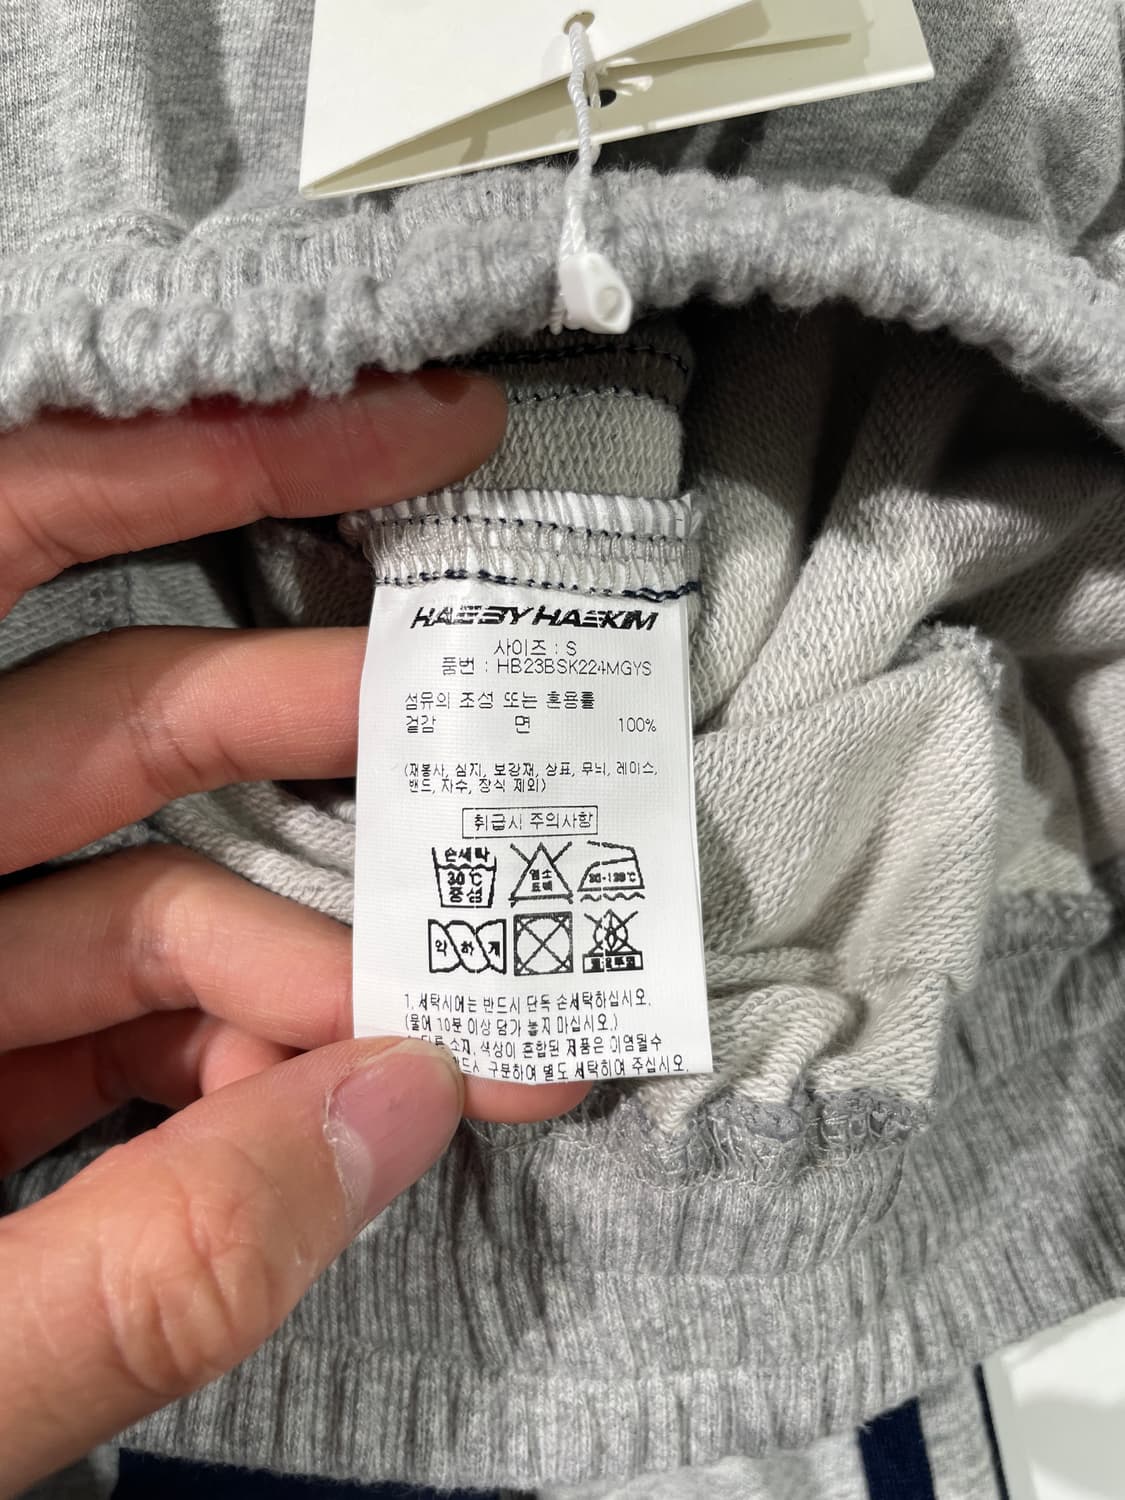 HAE BY HAEKIM
사이즈 : S
품번 : HB23BSK224MGYS
섬유의 조성 또는 혼용률
겉감 면 100%
(재봉사, 심지, 보강재, 상표, 무늬, 레이스,
밴드, 자수, 장식 제외)
취급시 주의사항
손세탁
30℃
중성
염소
표백
약하게
1. 세탁시에는 반드시 단독 손세탁하십시오.
(물에 10분 이상 담가 놓지 마십시오.)
소재, 색상이 혼합된 제품은 이염될수
구분하여 별도 세탁하여 주십시오.